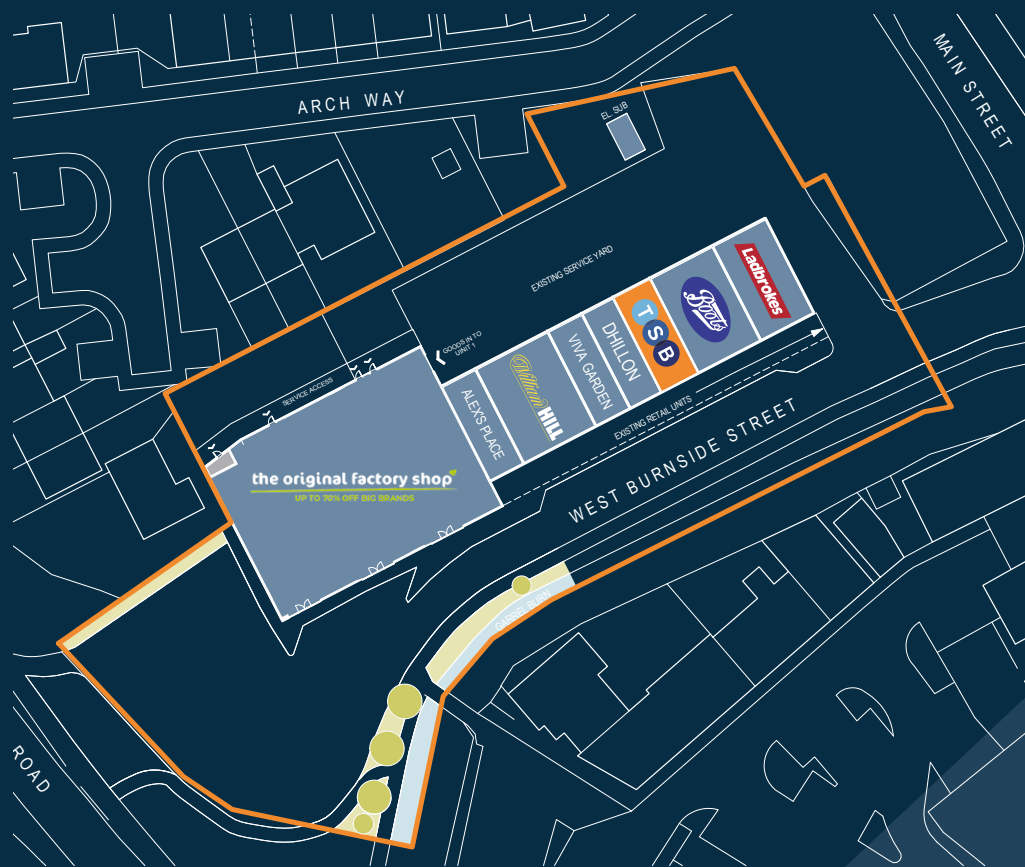 ARCH WAY
MAIN STREET
EL. SUB
EXISTING SERVICE YARD
Ladbrokes
GOODS IN TO
UNIT 1
Boots
TSB
DHILLON
VIVA GARDEN
William
HILL
ALEX'S PLACE
SERVICE ACCESS
EXISTING RETAIL UNITS
WEST BURNSIDE STREET
the original factory shop
UP TO 70% OFF BIG BRANDS
GARREL BURN
ROAD